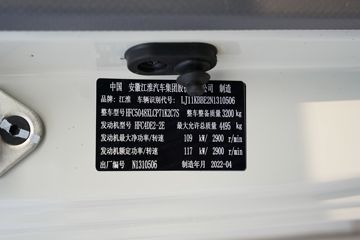 中国 安徽江淮汽车集团股份有限公司 制造
品牌: 江淮 车辆识别代号: LJ11KBBE2N1310506
整车型号 HFC5048XLCP71K2C7S 整车整备质量 3200 kg
发动机型号 HFC4DE2-2E 最大允许总质量 4495 kg
发动机最大净功率/转速 109 kW/ 2900 r/min
发动机额定功率/转速 117 kW/ 2900 r/min
出厂编号 N1310506 制造年月 2022-04